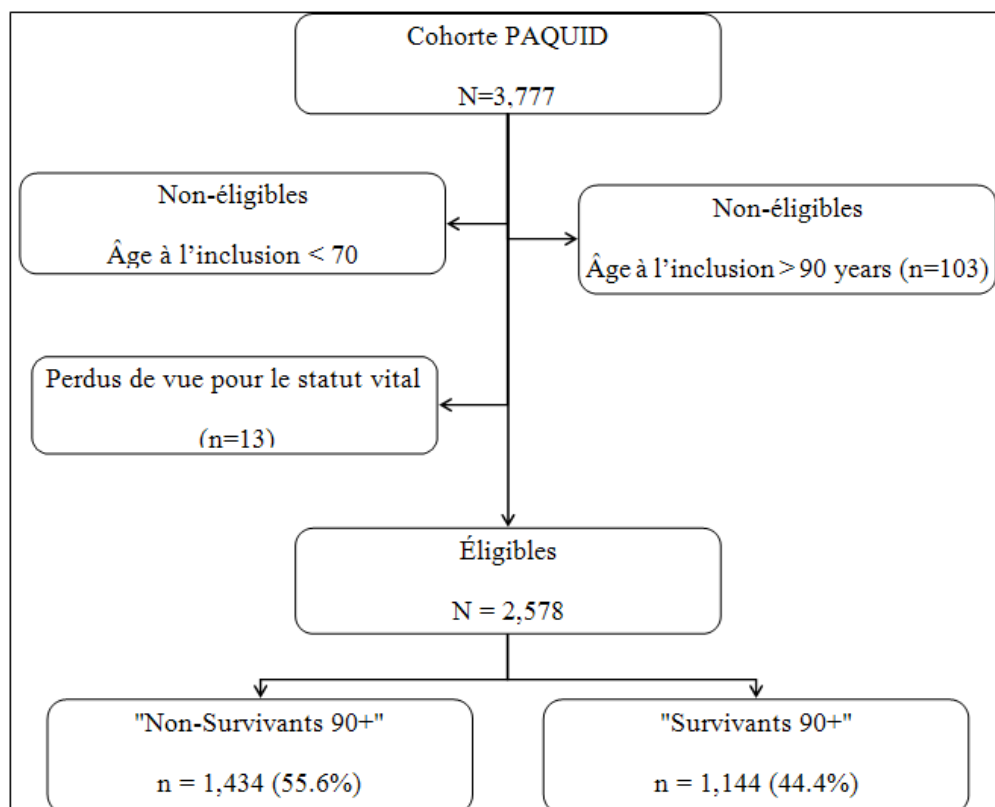 Cohorte PAQUID
N=3,777
Non-éligibles
Âge à l'inclusion < 70
Non-éligibles
Âge à l'inclusion > 90 years (n=103)
Perdus de vue pour le statut vital
(n=13)
Éligibles
N = 2,578
"Non-Survivants 90+"
n = 1,434 (55.6%)
"Survivants 90+"
n = 1,144 (44.4%)